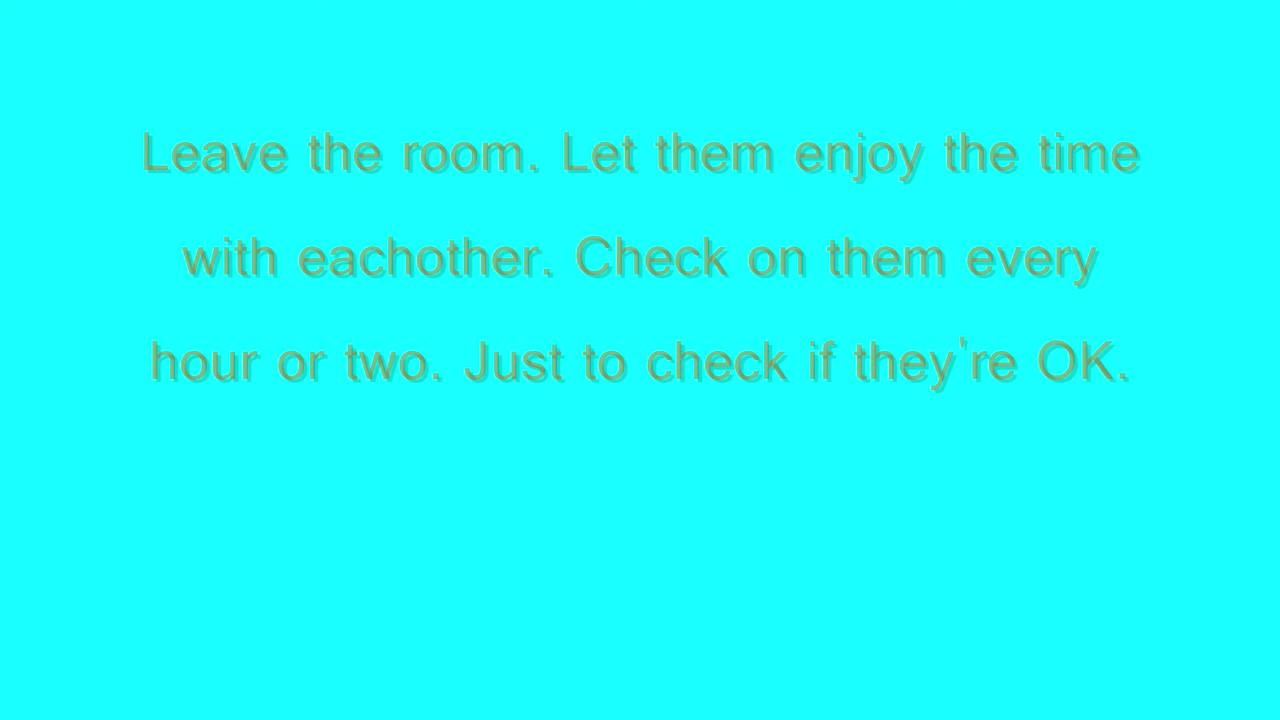 Leave the room. Let them enjoy the time
with eachother. Check on them every
hour or two. Just to check if they're OK.